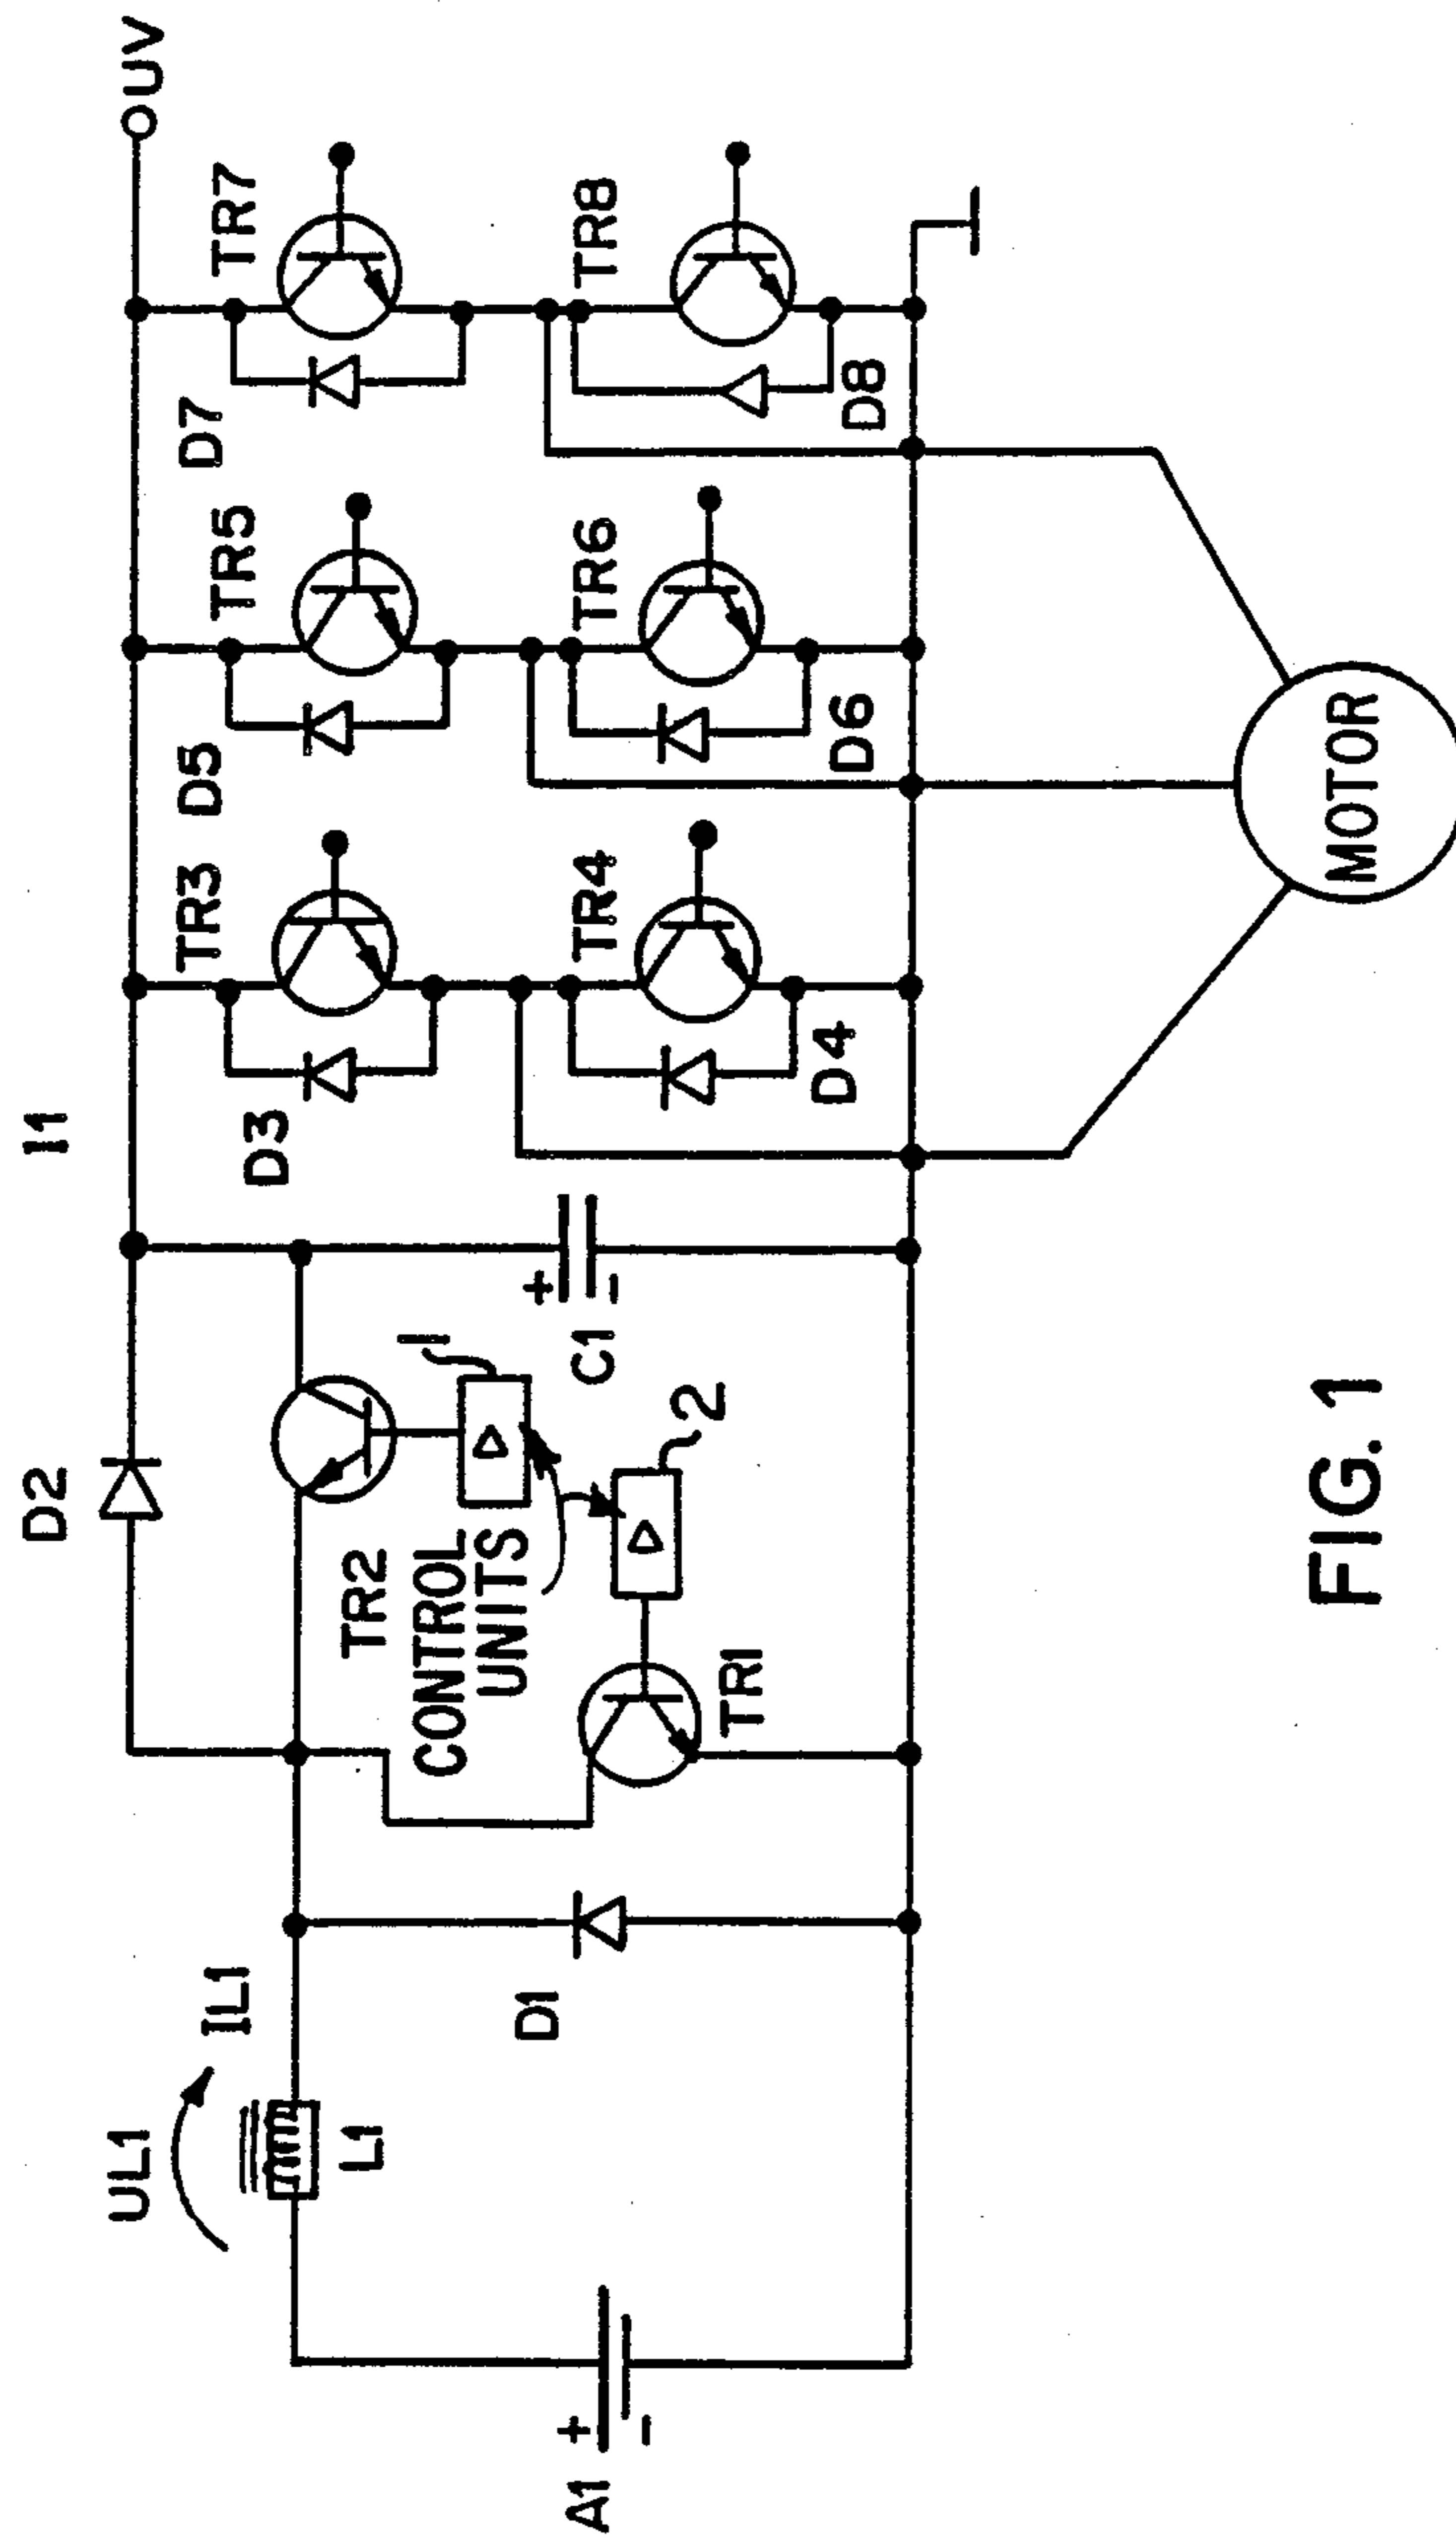 UL1
IL1
L1
A1
+
-
D1
D2
TR2
CONTROL
UNITS
1
2
TR1
+
-
C1
I1
D3
TR3
TR4
D4
D5
TR5
TR6
D6
D7
TR7
TR8
D8
UV
MOTOR
FIG. 1